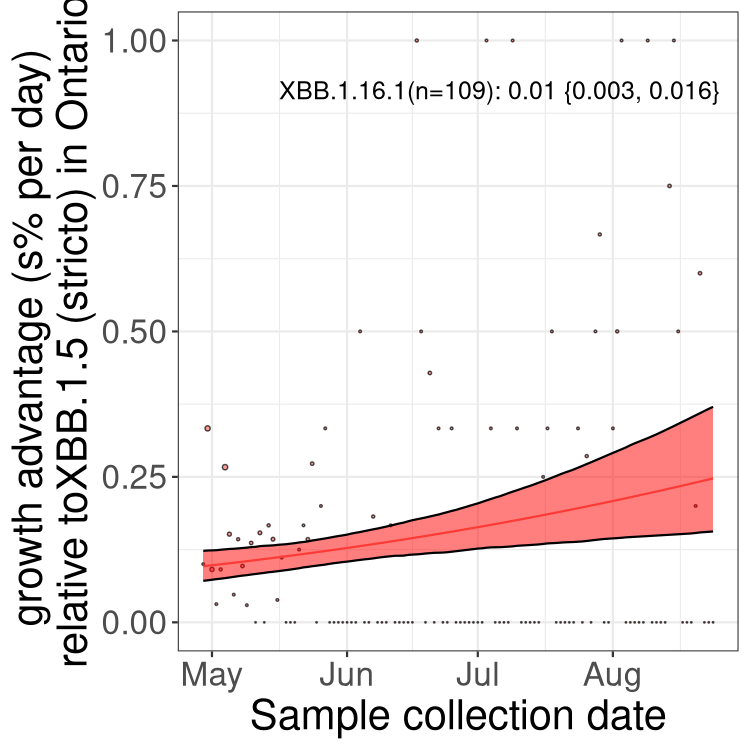 growth advantage (s% per day)
relative toXBB.1.5 (stricto) in Ontario
1.00
XBB.1.16.1(n=109): 0.01 {0.003, 0.016}
0.75
0.50
0.25
0.00
May Jun Jul Aug
Sample collection date